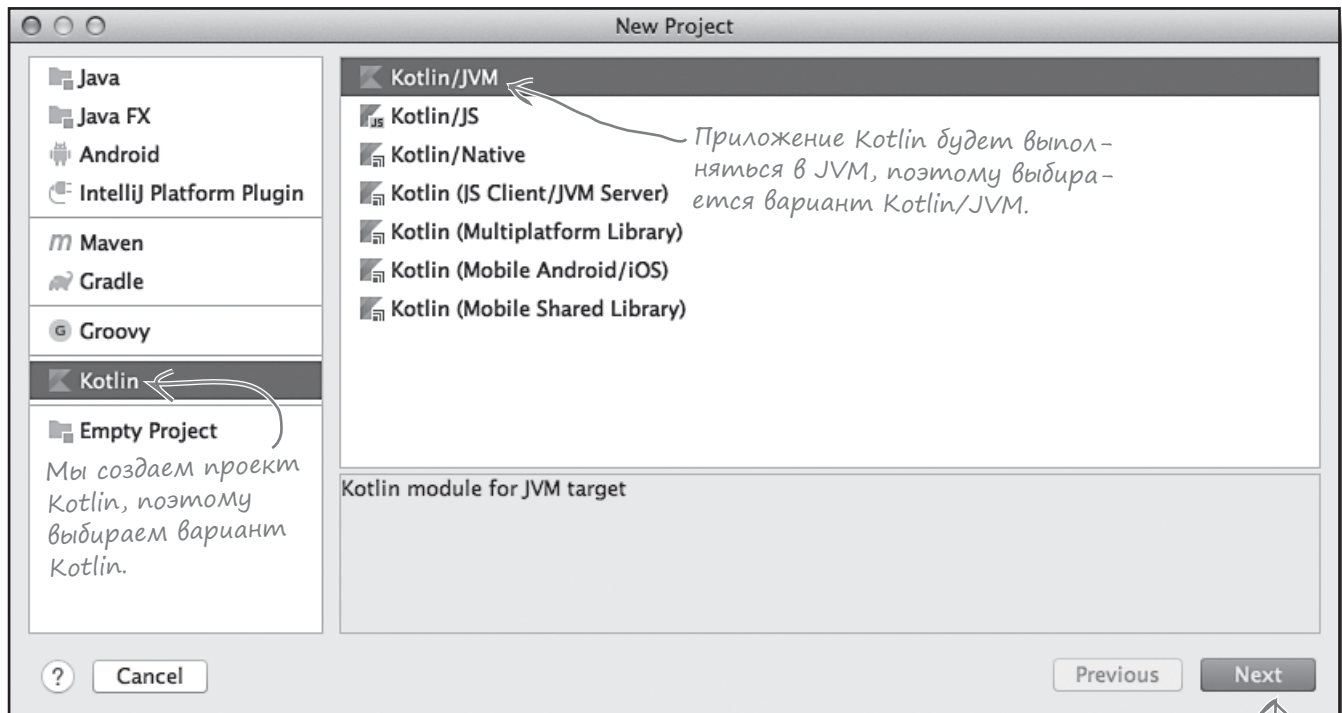 New Project
Java
Java FX
Android
IntelliJ Platform Plugin
m Maven
Gradle
G Groovy
Kotlin
Empty Project
Мы создаем проект
Kotlin, поэтому
выбираем вариант
Kotlin.
Kotlin/JVM
JS Kotlin/JS
Kotlin/Native
Kotlin (JS Client/JVM Server)
Kotlin (Multiplatform Library)
Kotlin (Mobile Android/iOS)
Kotlin (Mobile Shared Library)
Приложение Kotlin будет выпол-
няться в JVM, поэтому выбира-
ется вариант Kotlin/JVM.
Kotlin module for JVM target
? Cancel
Previous Next